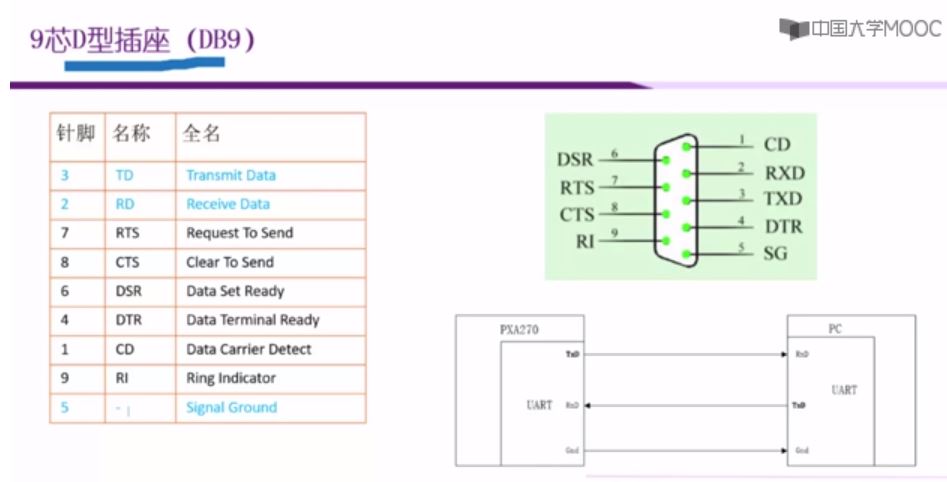 9芯D型插座（DB9）
中国大学MOOC
针脚 名称 全名
3 TD Transmit Data
2 RD Receive Data
7 RTS Request To Send
8 CTS Clear To Send
6 DSR Data Set Ready
4 DTR Data Terminal Ready
1 CD Data Carrier Detect
9 RI Ring Indicator
5 - Signal Ground
1 CD
DSR 6
2 RXD
RTS 7
3 TXD
CTS 8
4 DTR
RI 9
5 SG
PXA270
TxD
UART RxD
Gnd
PC
RxD
UART
TxD
Gnd